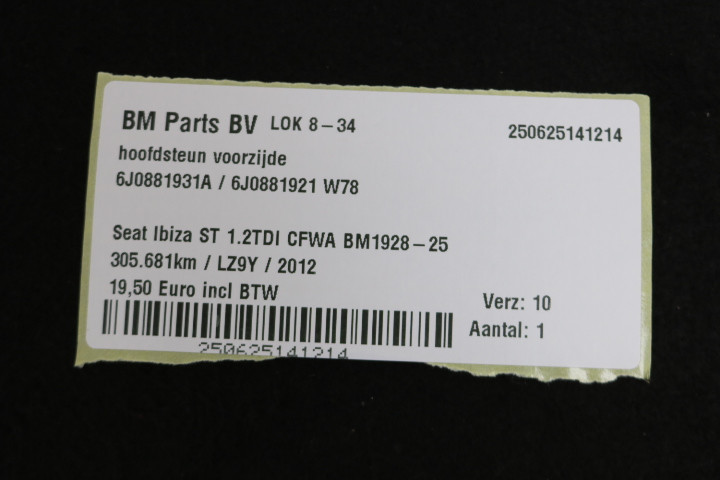 BM Parts BV LOK 8-34 250625141214
hoofdsteun voorzijde
6J0881931A / 6J0881921 W78
Seat Ibiza ST 1.2TDI CFWA BM1928-25
305.681km / LZ9Y / 2012
19,50 Euro incl BTW
Verz: 10
Aantal: 1
250625141214